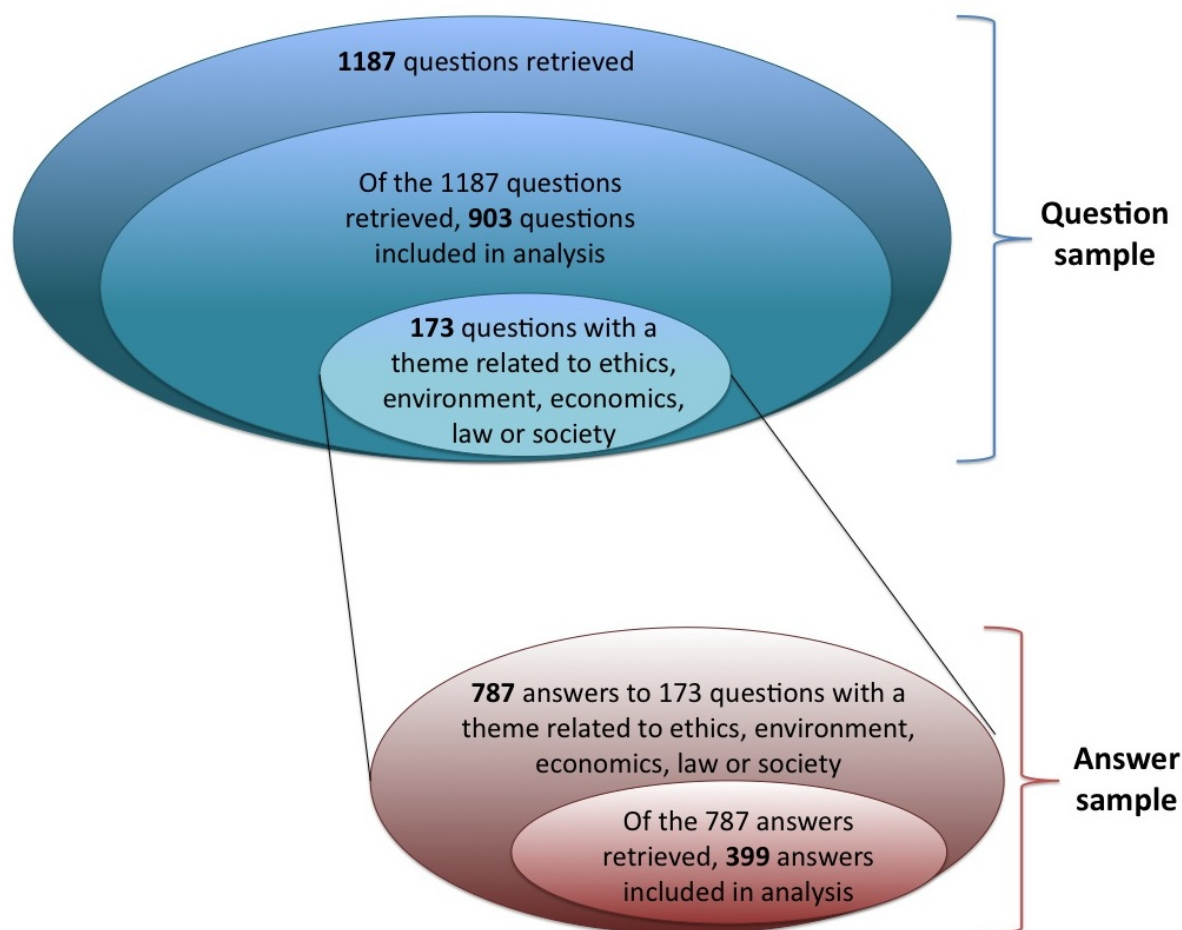 1187 questions retrieved
Of the 1187 questions
retrieved, 903 questions
included in analysis
173 questions with a
theme related to ethics,
environment, economics,
law or society
Question
sample
787 answers to 173 questions with a
theme related to ethics, environment,
economics, law or society
Of the 787 answers
retrieved, 399 answers
included in analysis
Answer
sample